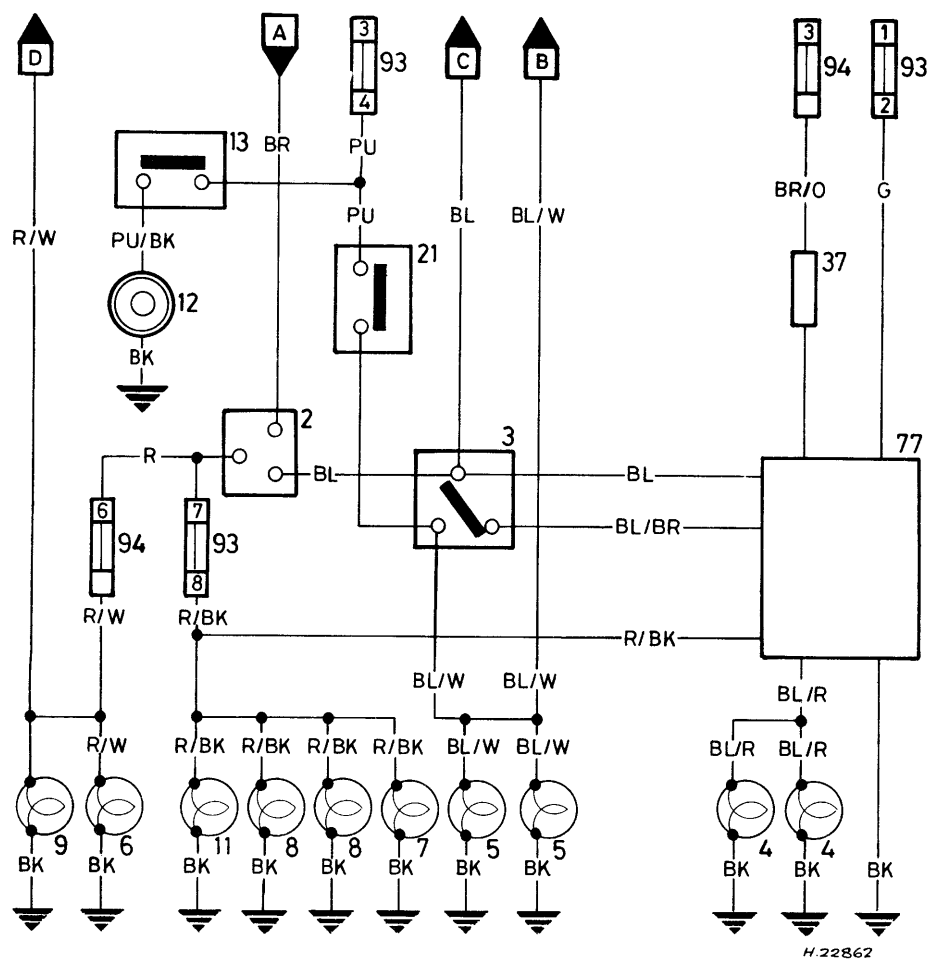 D
A
3
93
4
C
B
3
94
1
93
2
13
BR
PU
PU
BL
BL/W
BR/O
G
R/W
PU/BK
21
37
12
BK
2
3
77
R
BL
BL
6
94
7
93
8
BL/BR
R/W
R/BK
R/BK
BL/W
BL/W
BL/R
R/W
R/BK
R/BK
R/BK
R/BK
BL/W
BL/W
BL/R
BL/R
9
6
11
8
8
7
5
5
4
4
BK
BK
BK
BK
BK
BK
BK
BK
BK
BK
BK
H.22862